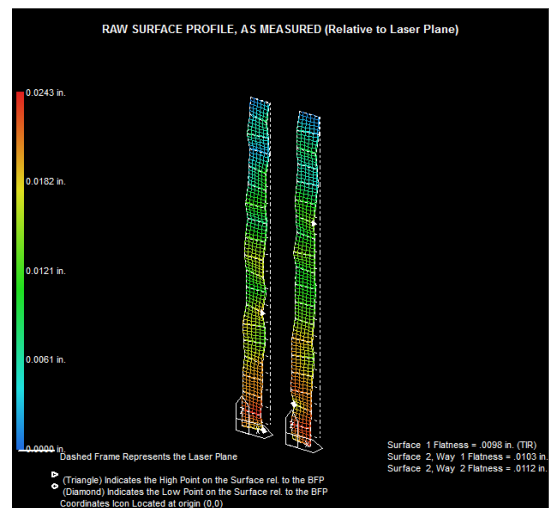 RAW SURFACE PROFILE, AS MEASURED (Relative to Laser Plane)
0.0243 in.
0.0182 in.
0.0121 in.
0.0061 in.
0.0000 in.
Dashed Frame Represents the Laser Plane
(Triangle) Indicates the High Point on the Surface rel. to the BFP
(Diamond) Indicates the Low Point on the Surface rel. to the BFP
Coordinates Icon Located at origin (0,0)
Surface 1 Flatness = .0098 in. (TIR)
Surface 2, Way 1 Flatness = .0103 in.
Surface 2, Way 2 Flatness = .0112 in.